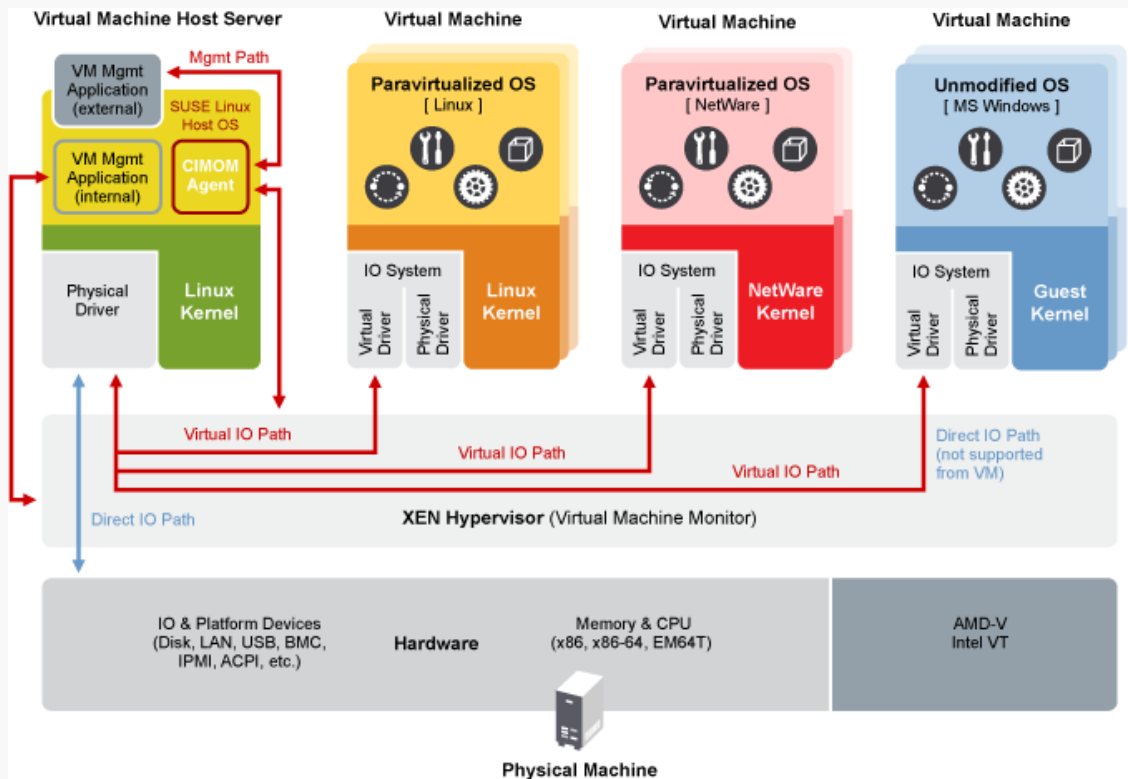 Virtual Machine Host Server
Virtual Machine
Virtual Machine
Virtual Machine
Mgmt Path
VM Mgmt
Application
(external)
SUSE Linux
Host OS
VM Mgmt
Application
(internal)
CIMOM
Agent
Physical
Driver
Linux
Kernel
Paravirtualized OS
[ Linux ]
IO System
Virtual
Driver
Physical
Driver
Linux
Kernel
Paravirtualized OS
[ NetWare ]
IO System
Virtual
Driver
Physical
Driver
NetWare
Kernel
Unmodified OS
[ MS Windows ]
IO System
Virtual
Driver
Physical
Driver
Guest
Kernel
Virtual IO Path
Virtual IO Path
Virtual IO Path
Direct IO Path
(not supported
from VM)
Direct IO Path
XEN Hypervisor (Virtual Machine Monitor)
IO & Platform Devices
(Disk, LAN, USB, BMC,
IPMI, ACPI, etc.)
Hardware
Memory & CPU
(x86, x86-64, EM64T)
AMD-V
Intel VT
Physical Machine